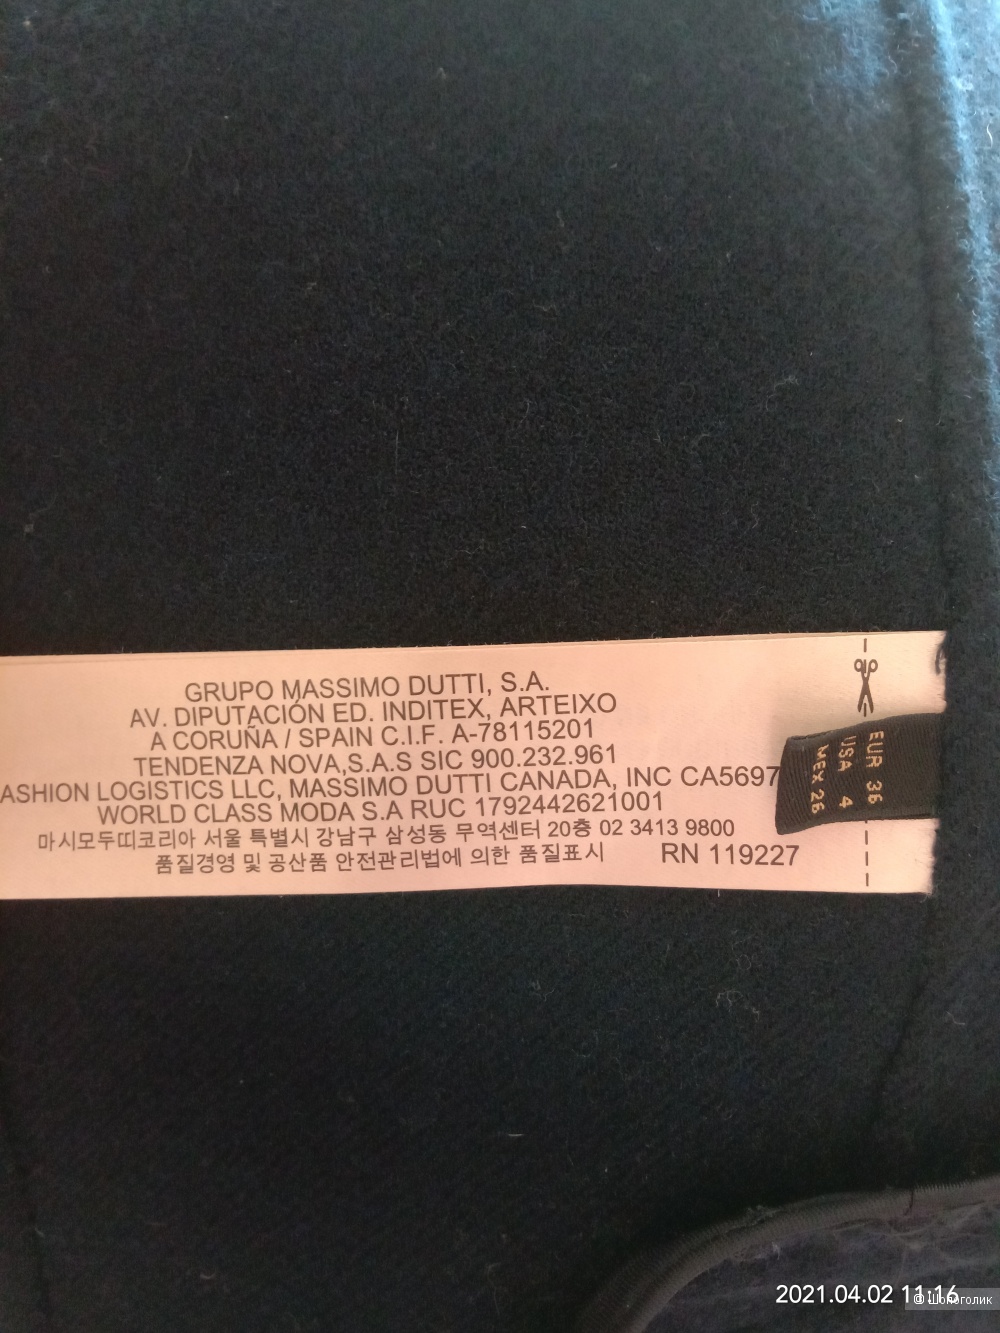 GRUPO MASSIMO DUTTI, S.A.
AV. DIPUTACIÓN ED. INDITEX, ARTEIXO
A CORUÑA / SPAIN C.I.F. A-78115201
TENDENZA NOVA,S.A.S SIC 900.232.961
ASHION LOGISTICS LLC, MASSIMO DUTTI CANADA, INC CA5697
WORLD CLASS MODA S.A RUC 1792442621001
마시모두띠코리아 서울 특별시 강남구 삼성동 무역센터 20층 02 3413 9800
품질경영 및 공산품 안전관리법에 의한 품질표시 RN 119227
EUR 36
USA 4
MEX 26
2021.04.02 11:16
@ Шопоголик